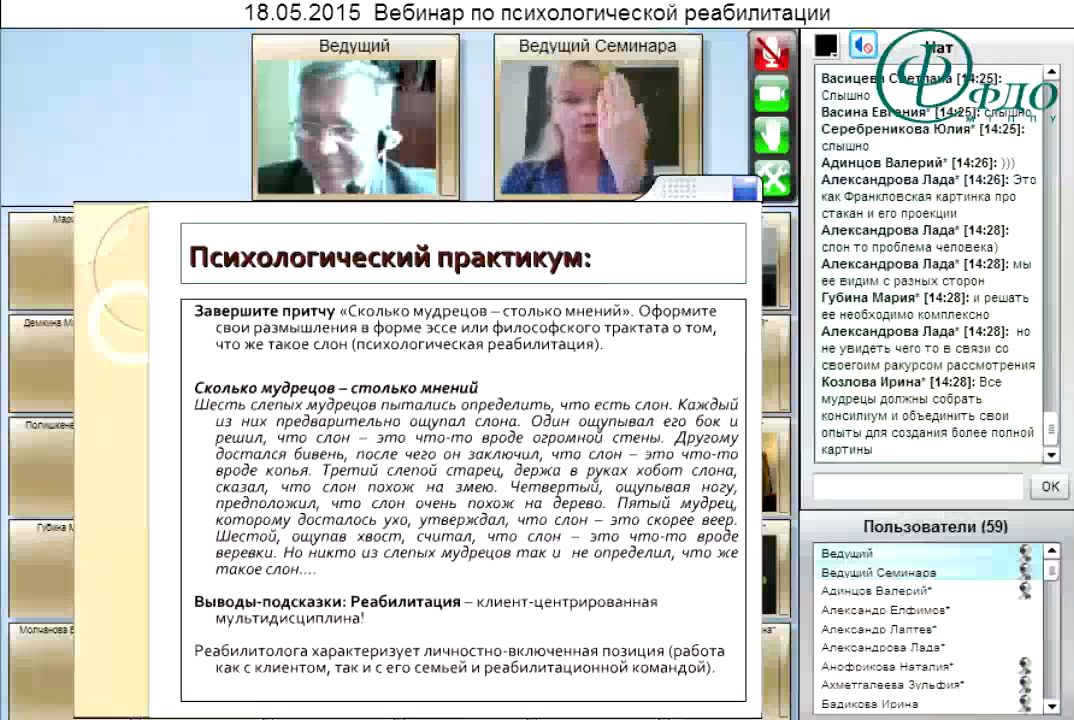 18.05.2015 Вебинар по психологической реабилитации
Ведущий
Ведущий Семинара
Чат
ФДО
МГППУ
Васицева Светлана [14:25]:
Слышно
Васина Евгения* [14:25]: слышно
Серебреникова Юлия* [14:25]:
слышно
Адинцов Валерий* [14:26]: )))
Александрова Лада* [14:26]: Это
как Франкловская картинка про
стакан и его проекции
Александрова Лада* [14:28]:
слон то проблема человека)
Александрова Лада* [14:28]: мы
ее видим с разных сторон
Губина Мария* [14:28]: и решать
ее необходимо комплексно
Александрова Лада* [14:28]: но
не увидеть чего то в связи со
своегоим ракурсом рассмотрения
Козлова Ирина* [14:28]: Все
мудрецы должны собрать
консилиум и объединить свои
опыты для создания более полной
картины
OK
Пользователи (59)
Ведущий
Ведущий Семинара
Адинцов Валерий*
Александр Елфимов*
Александр Лаптев*
Александрова Лада*
Анофрикова Наталия*
Ахметгалеева Зульфия*
Бадикова Ирина
Демкина М
Губина М
Молчанова Е
Психологический практикум:
Завершите притчу «Сколько мудрецов – столько мнений». Оформите
свои размышления в форме эссе или философского трактата о том,
что же такое слон (психологическая реабилитация).
Сколько мудрецов – столько мнений
Шесть слепых мудрецов пытались определить, что есть слон. Каждый
из них предварительно ощупал слона. Один ощупывал его бок и
решил, что слон – это что-то вроде огромной стены. Другому
достался бивень, после чего он заключил, что слон – это что-то
вроде копья. Третий слепой старец, держа в руках хобот слона,
сказал, что слон похож на змею. Четвертый, ощупывая ногу,
предположил, что слон очень похож на дерево. Пятый мудрец,
которому досталось ухо, утверждал, что слон – это скорее веер.
Шестой, ощупав хвост, считал, что слон – это что-то вроде
веревки. Но никто из слепых мудрецов так и не определил, что же
такое слон....
Выводы-подсказки: Реабилитация – клиент-центрированная
мультидисциплина!
Реабилитолога характеризует личностно-включенная позиция (работа
как с клиентом, так и с его семьей и реабилитационной командой).